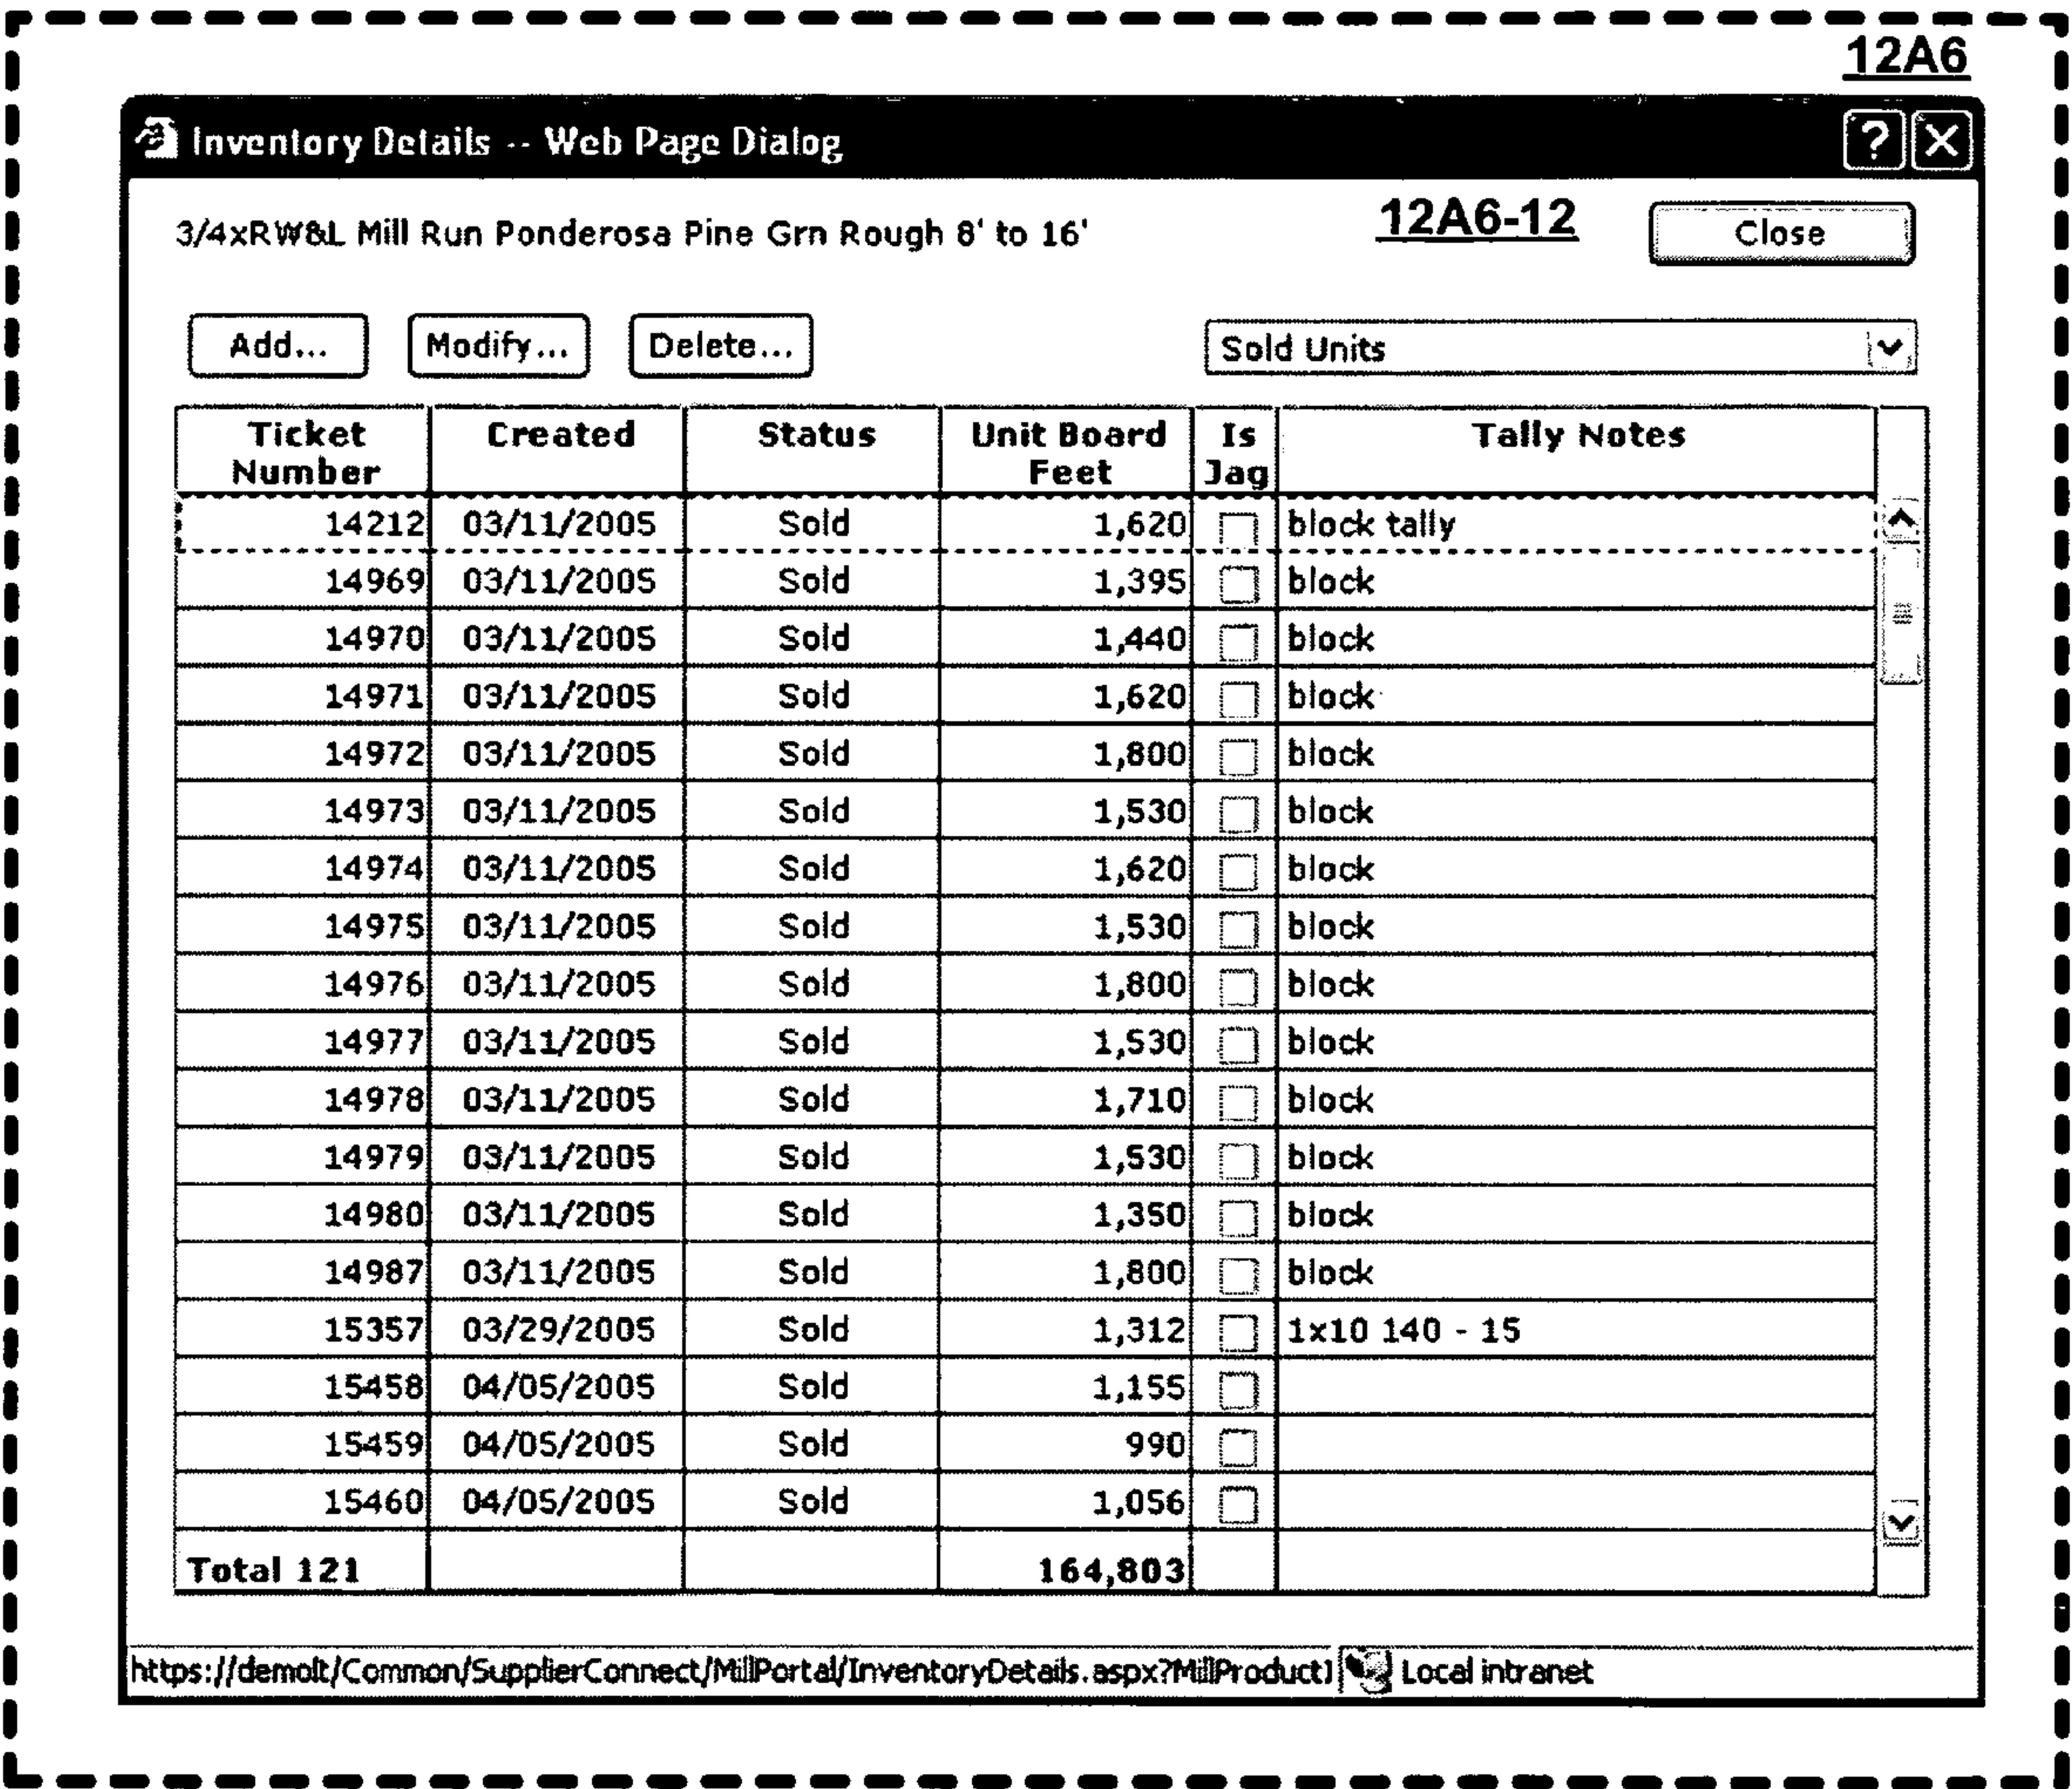 12A6
Inventory Details -- Web Page Dialog
3/4xRW&L Mill Run Ponderosa Pine Grn Rough 8' to 16' 12A6-12 Close
Add... Modify... Delete... Sold Units
Ticket Number Created Status Unit Board Feet Is Jag Tally Notes
14212 03/11/2005 Sold 1,620 block tally
14969 03/11/2005 Sold 1,395 block
14970 03/11/2005 Sold 1,440 block
14971 03/11/2005 Sold 1,620 block
14972 03/11/2005 Sold 1,800 block
14973 03/11/2005 Sold 1,530 block
14974 03/11/2005 Sold 1,620 block
14975 03/11/2005 Sold 1,530 block
14976 03/11/2005 Sold 1,800 block
14977 03/11/2005 Sold 1,530 block
14978 03/11/2005 Sold 1,710 block
14979 03/11/2005 Sold 1,530 block
14980 03/11/2005 Sold 1,350 block
14987 03/11/2005 Sold 1,800 block
15357 03/29/2005 Sold 1,312 1x10 140 - 15
15458 04/05/2005 Sold 1,155
15459 04/05/2005 Sold 990
15460 04/05/2005 Sold 1,056
Total 121 164,803
https://demolt/Common/SupplierConnect/MillPortal/InventoryDetails.aspx?MillProductI Local intranet